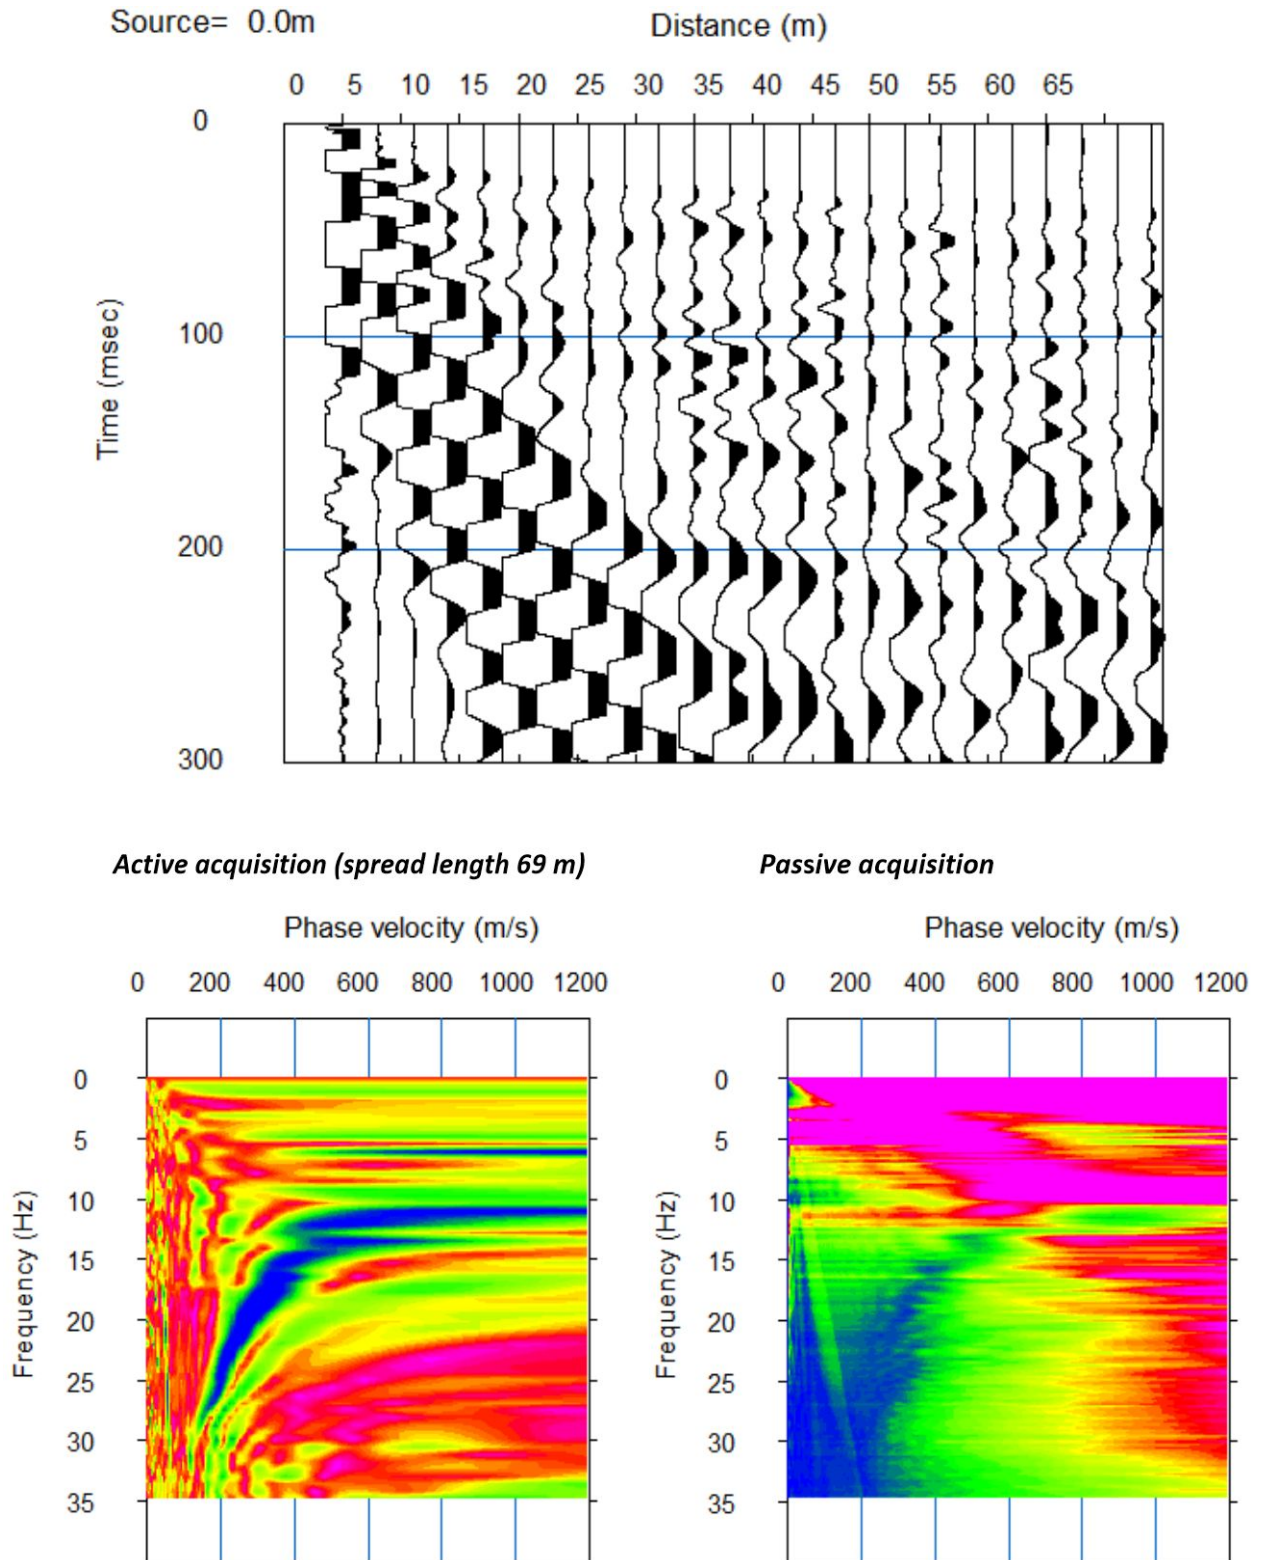 Source=  0.0m
Distance (m)
0 5 10 15 20 25 30 35 40 45 50 55 60 65
0
100
200
300
Time (msec)
Active acquisition (spread length 69 m)
Passive acquisition
Phase velocity (m/s)
Phase velocity (m/s)
0 200 400 600 800 1000 1200
0 200 400 600 800 1000 1200
0
5
10
15
20
25
30
35
Frequency (Hz)
0
5
10
15
20
25
30
35
Frequency (Hz)